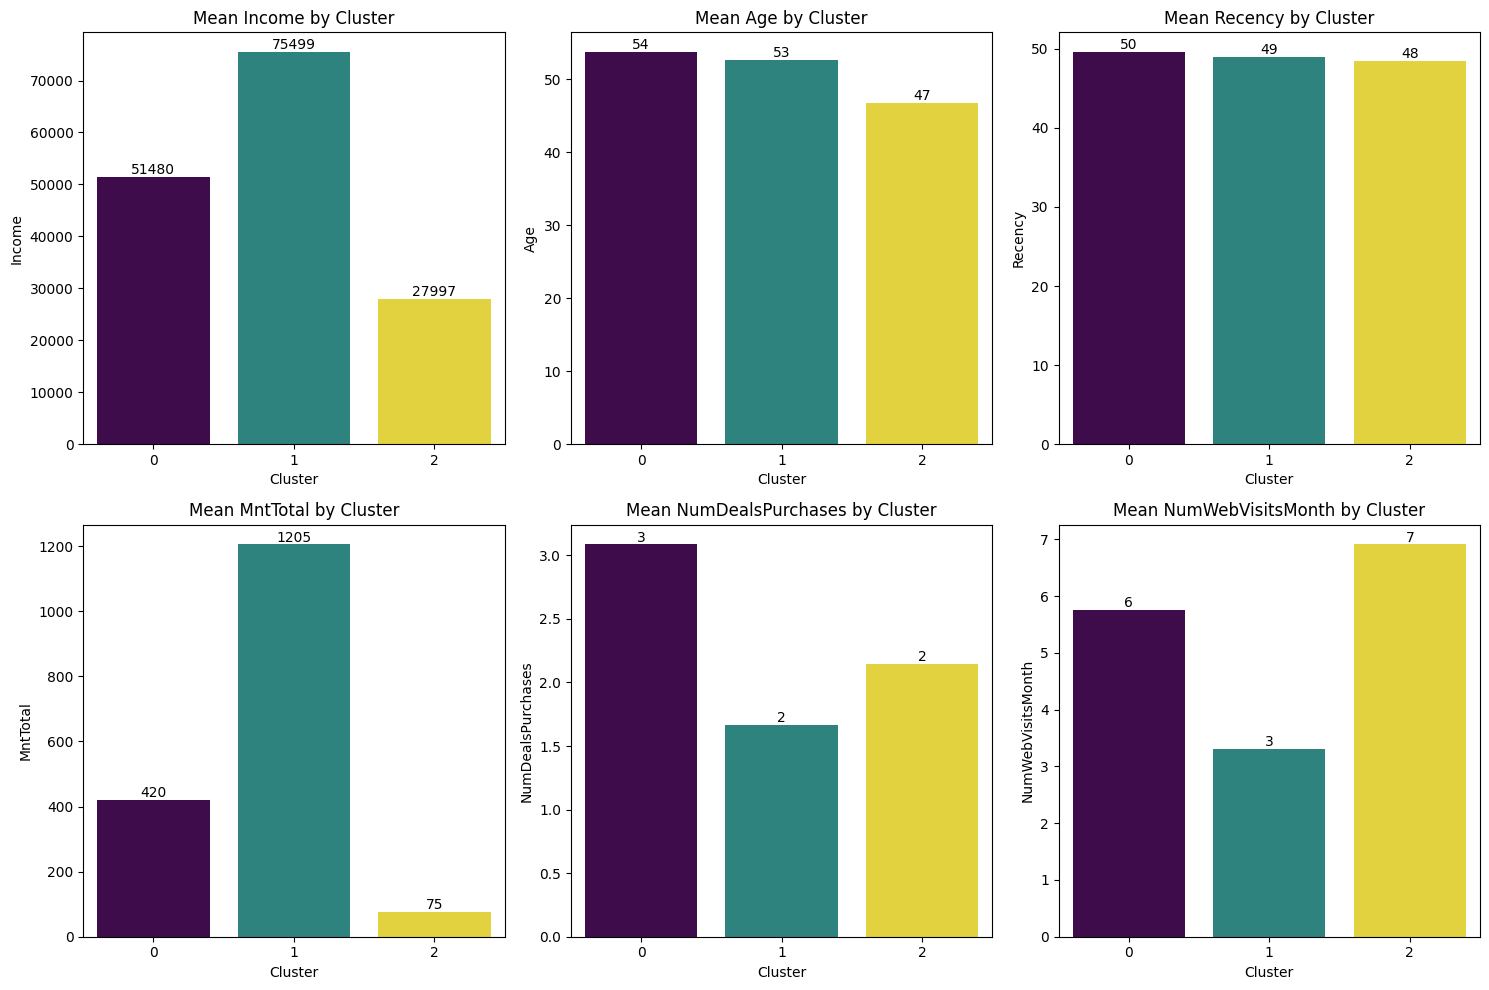 Mean Income by Cluster
75499
51480
27997
70000
60000
50000
40000
30000
20000
10000
0
Income
0 1 2
Cluster
Mean Age by Cluster
54
53
47
50
40
30
20
10
0
Age
0 1 2
Cluster
Mean Recency by Cluster
50
49
48
50
40
30
20
10
0
Recency
0 1 2
Cluster
Mean MntTotal by Cluster
1205
420
75
1200
1000
800
600
400
200
0
MntTotal
0 1 2
Cluster
Mean NumDealsPurchases by Cluster
3
2
2
3.0
2.5
2.0
1.5
1.0
0.5
0.0
NumDealsPurchases
0 1 2
Cluster
Mean NumWebVisitsMonth by Cluster
6
3
7
7
6
5
4
3
2
1
0
NumWebVisitsMonth
0 1 2
Cluster